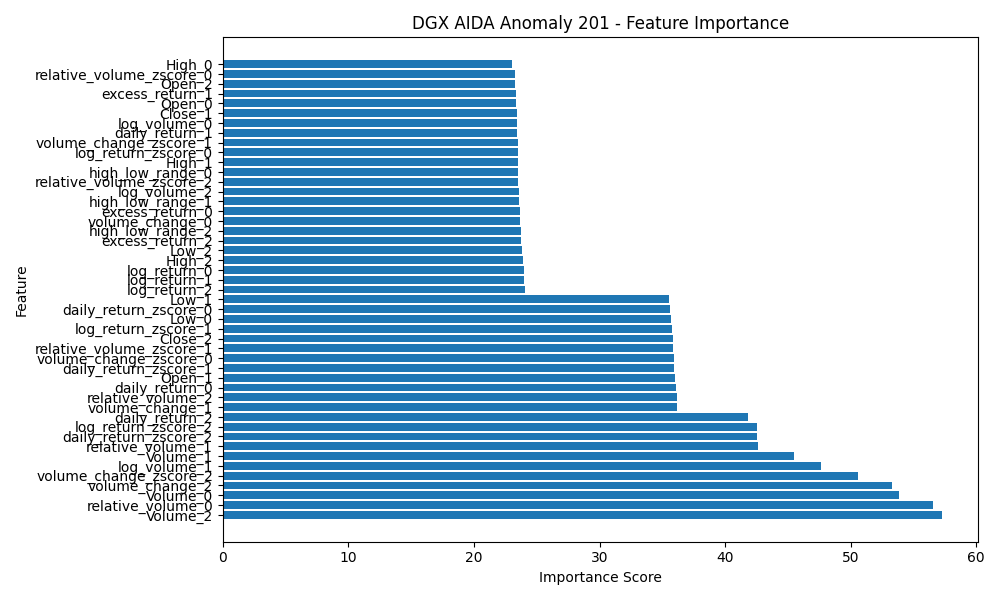 DGX AIDA Anomaly 201 - Feature Importance
High_0
relative_volume_zscore_0
Open_2
excess_return_1
Open_0
Close_1
log_volume_0
daily_return_1
volume_change_zscore_1
log_return_zscore_0
High_1
high_low_range_0
relative_volume_zscore_2
log_volume_2
high_low_range_1
excess_return_0
volume_change_0
high_low_range_2
excess_return_2
Low_2
High_2
log_return_0
log_return_1
log_return_2
Low_1
daily_return_zscore_0
Low_0
log_return_zscore_1
Close_2
relative_volume_zscore_1
volume_change_zscore_0
daily_return_zscore_1
Open_1
daily_return_0
relative_volume_2
volume_change_1
daily_return_2
log_return_zscore_2
daily_return_zscore_2
relative_volume_1
Volume_1
log_volume_1
volume_change_zscore_2
volume_change_2
Volume_0
relative_volume_0
Volume_2
Feature
0 10 20 30 40 50 60
Importance Score